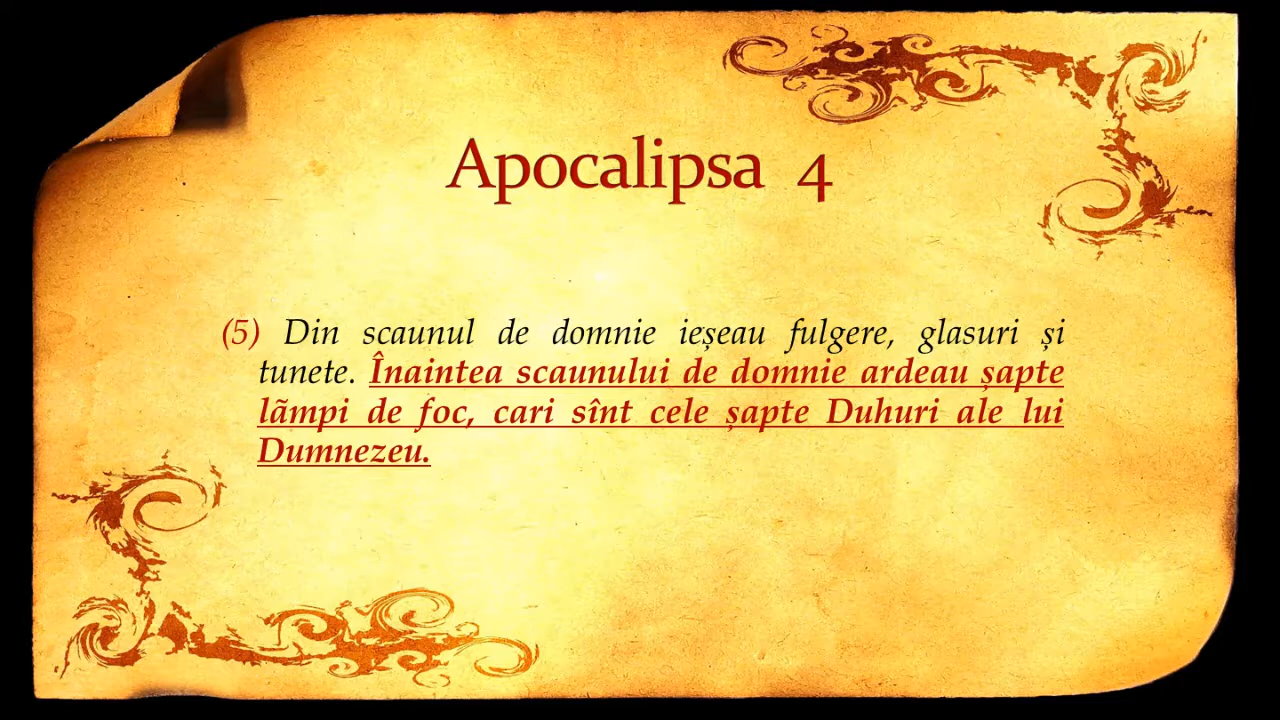 Apocalipsa 4
(5) Din scaunul de domnie ieșeau fulgere, glasuri și
tunete. Înaintea scaunului de domnie ardeau șapte
lãmpi de foc, cari sînt cele șapte Duhuri ale lui
Dumnezeu.